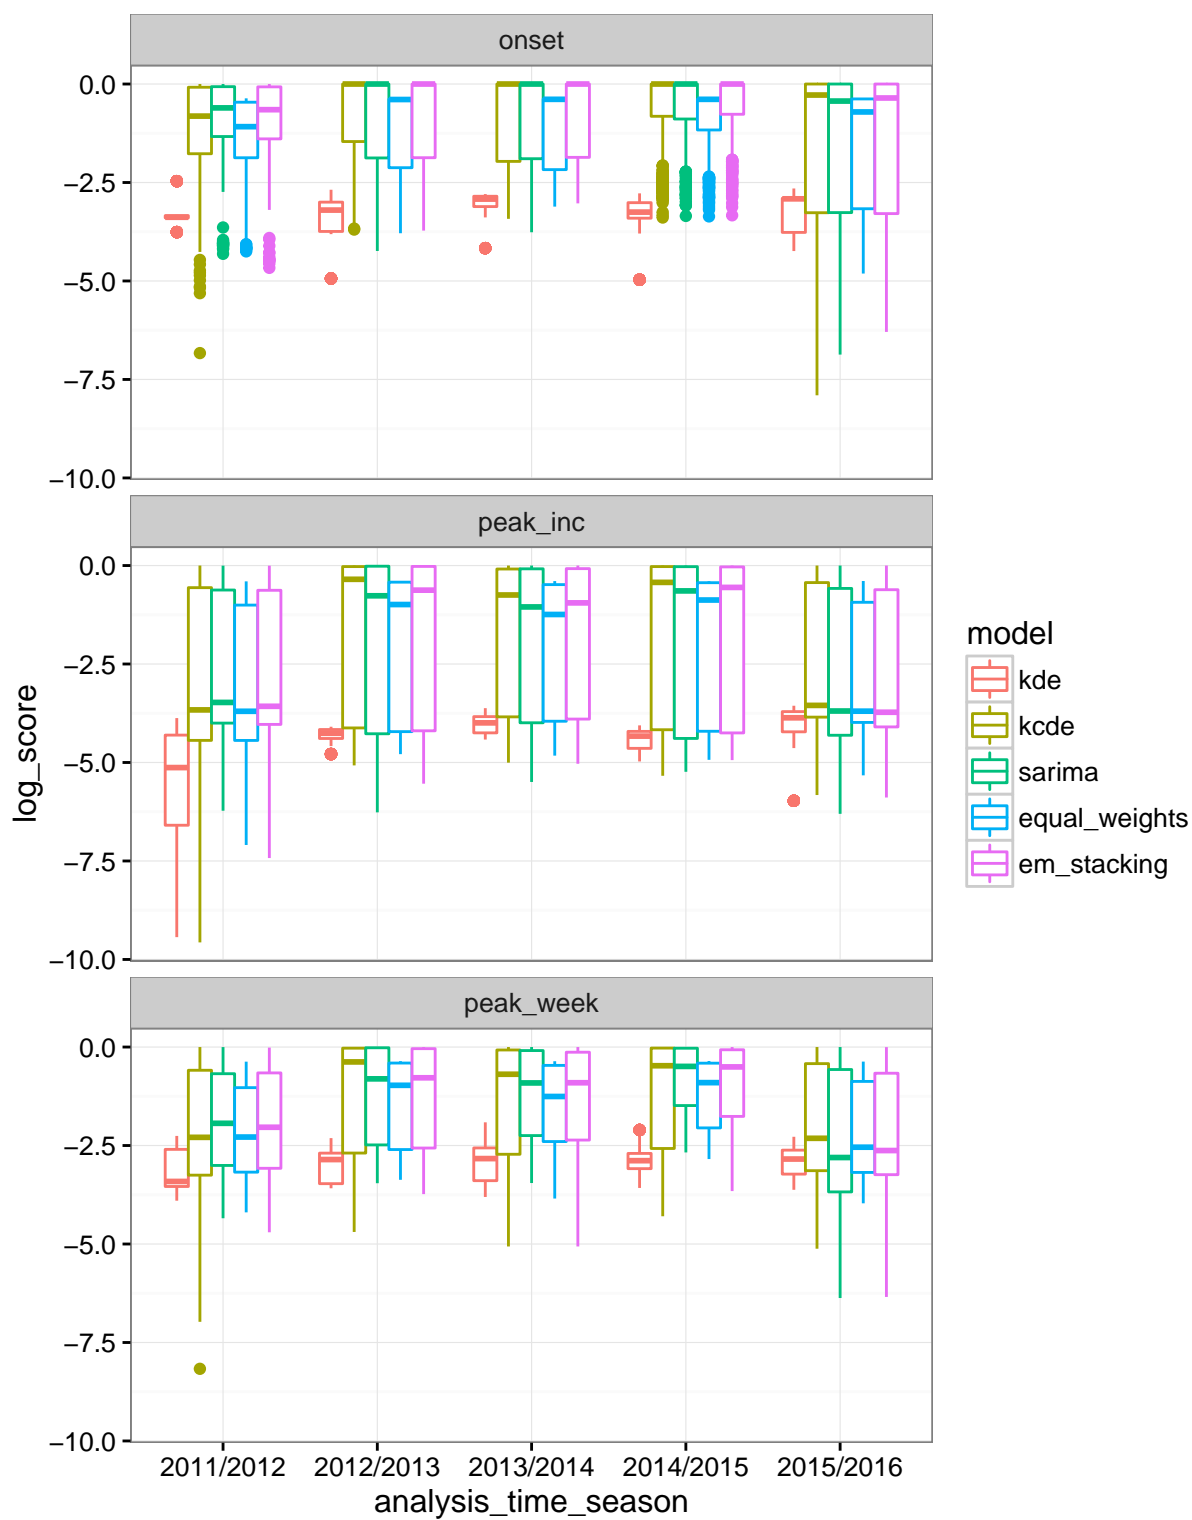 onset
0.0
−2.5
−5.0
−7.5
−10.0
peak_inc
0.0
−2.5
−5.0
−7.5
−10.0
peak_week
0.0
−2.5
−5.0
−7.5
−10.0
log_score
2011/2012 2012/2013 2013/2014 2014/2015 2015/2016
analysis_time_season
model
kde
kcde
sarima
equal_weights
em_stacking